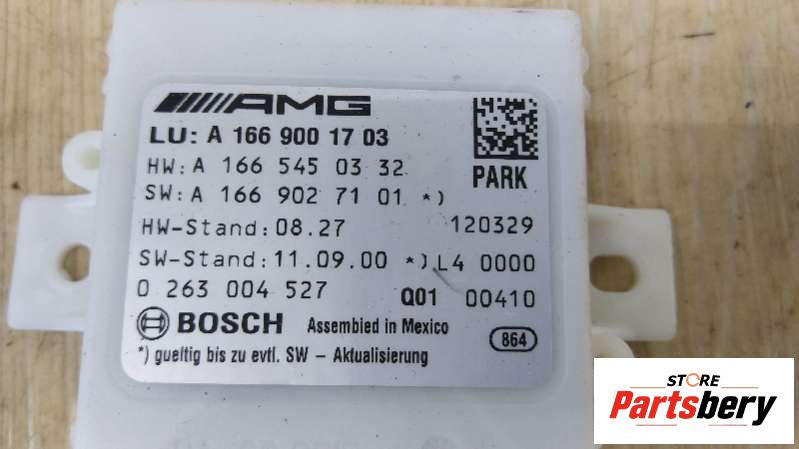 AMG
LU: A 166 900 17 03
HW: A 166 545 03 32
PARK
SW: A 166 902 71 01 *)
HW-Stand: 08.27 120329
SW-Stand: 11.09.00 *) L4 0000
0 263 004 527 Q01 00410
BOSCH Assembled in Mexico 864
*) gueltig bis zu evtl. SW - Aktualisierung
STORE
Partsbery